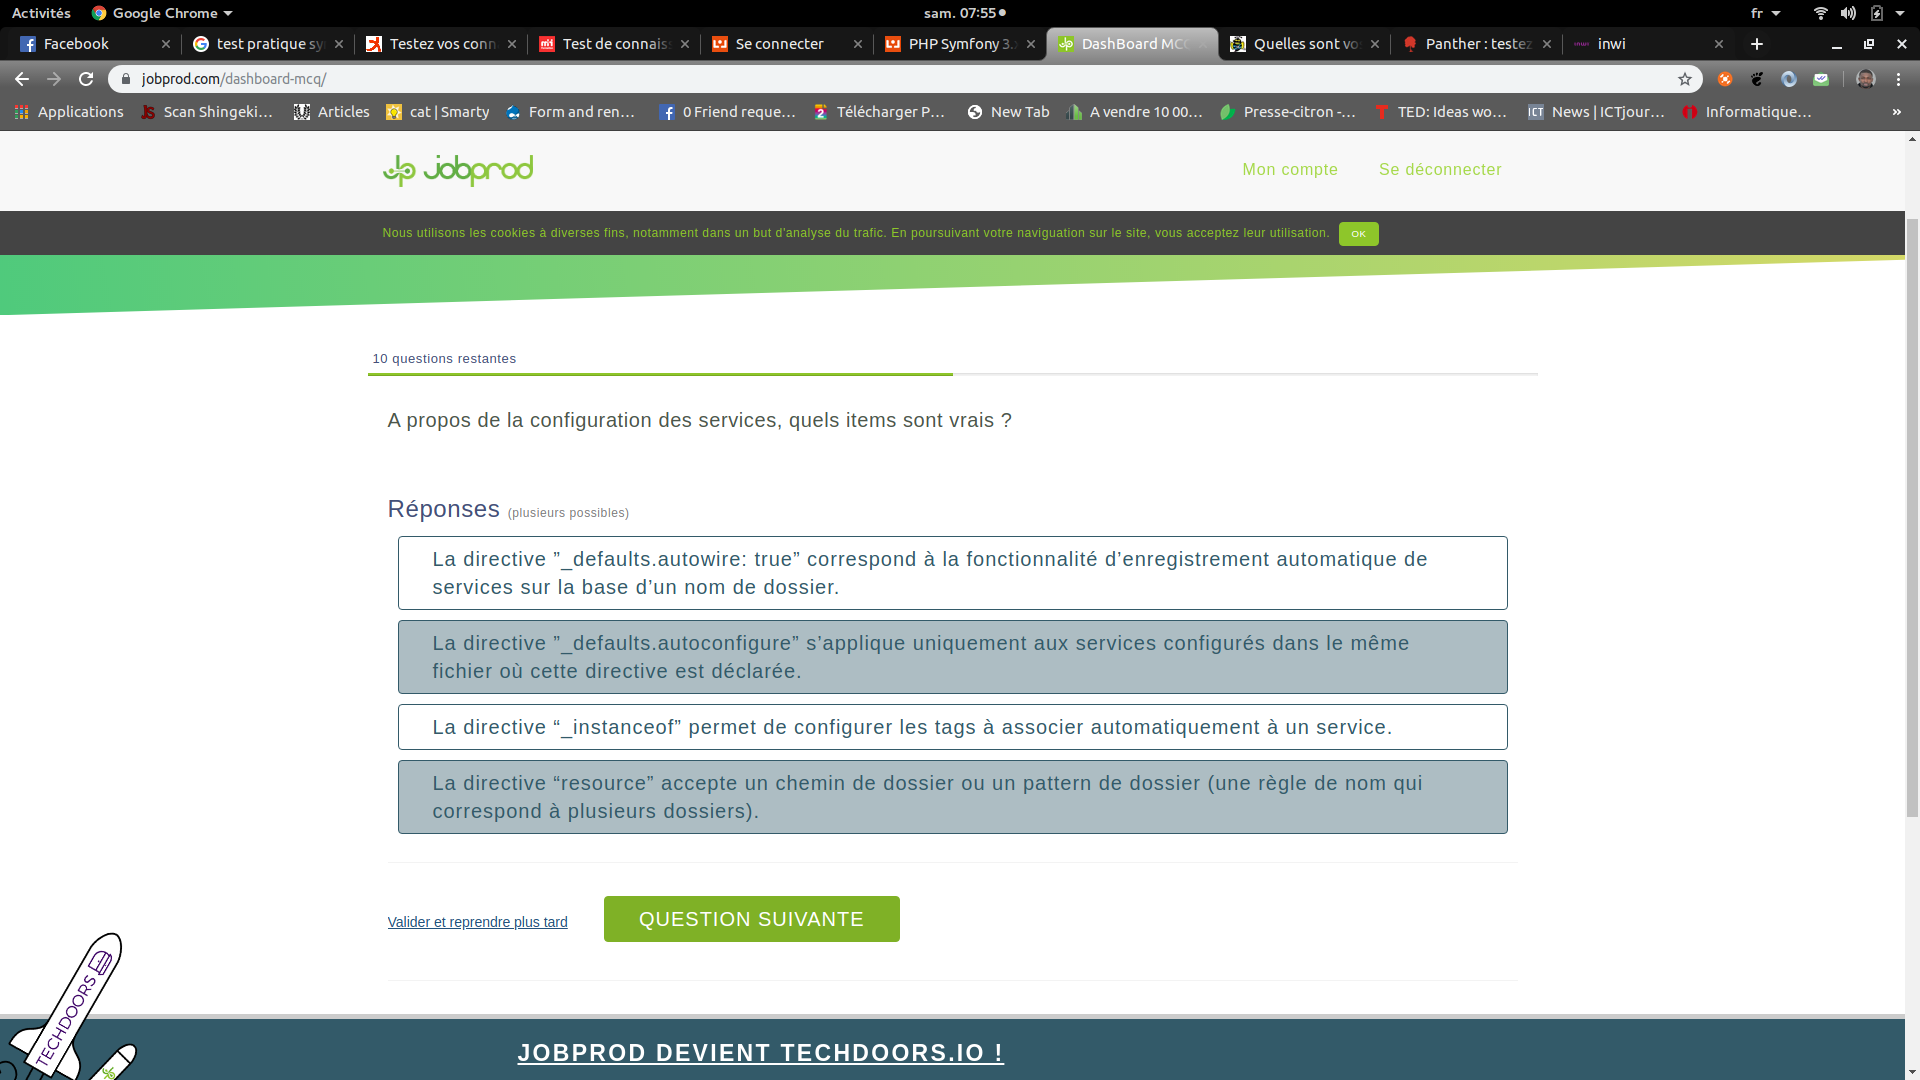 Activités Google Chrome sam. 07:55 fr
Facebook test pratique sy Testez vos conn Test de connais Se connecter PHP Symfony 3. DashBoard MC Quelles sont vo Panther : testez inwi
jobprod.com/dashboard-mcq/
Applications Scan Shingeki... Articles cat | Smarty Form and ren... 0 Friend reque... Télécharger P... New Tab A vendre 10 00... Presse-citron -... TED: Ideas wo... News | ICTjour... Informatique... »
jobprod Mon compte Se déconnecter
Nous utilisons les cookies à diverses fins, notamment dans un but d'analyse du trafic. En poursuivant votre naviguation sur le site, vous acceptez leur utilisation. OK
10 questions restantes
A propos de la configuration des services, quels items sont vrais ?
Réponses (plusieurs possibles)
La directive ”_defaults.autowire: true” correspond à la fonctionnalité d’enregistrement automatique de
services sur la base d’un nom de dossier.
La directive ”_defaults.autoconfigure” s’applique uniquement aux services configurés dans le même
fichier où cette directive est déclarée.
La directive “_instanceof” permet de configurer les tags à associer automatiquement à un service.
La directive “resource” accepte un chemin de dossier ou un pattern de dossier (une règle de nom qui
correspond à plusieurs dossiers).
Valider et reprendre plus tard QUESTION SUIVANTE
TECHDOORS
JOBPROD DEVIENT TECHDOORS.IO !